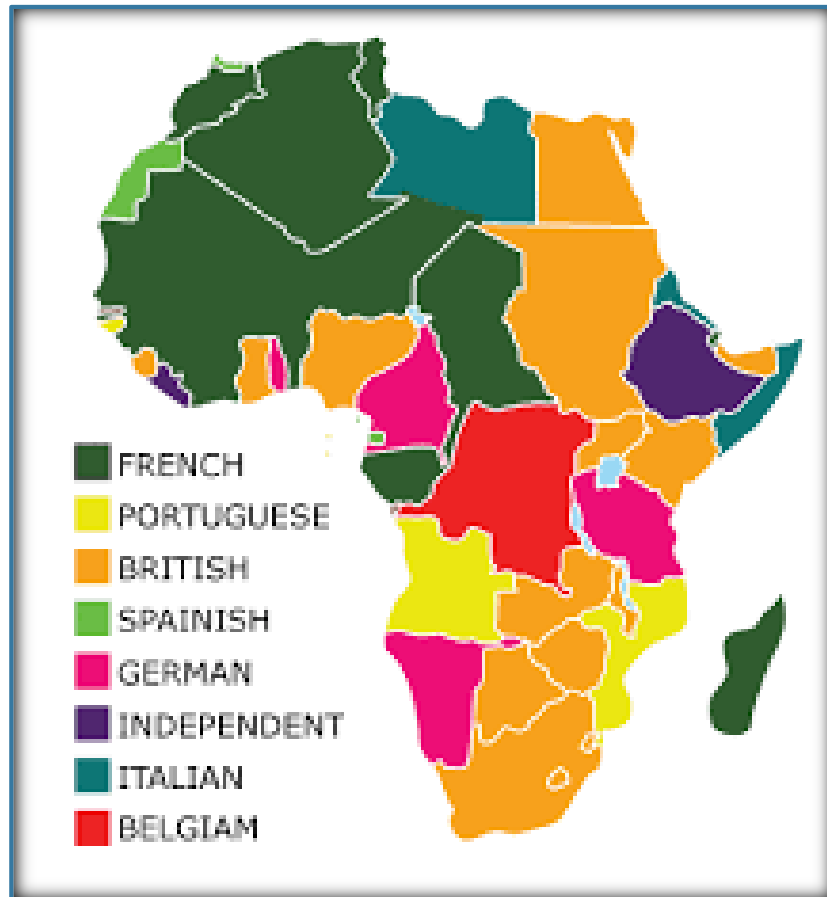 FRENCH
PORTUGUESE
BRITISH
SPAINISH
GERMAN
INDEPENDENT
ITALIAN
BELGIAM